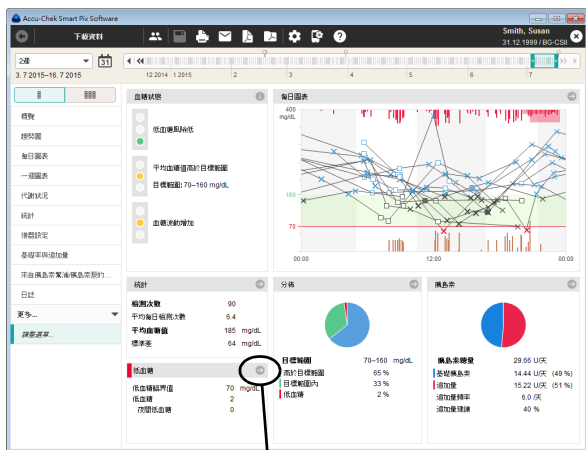 Accu-Chek Smart Pix Software
下載資料
Smith, Susan
31.12.1999 / BG-CSII
2週
31
3. 7 2015–16. 7 2015
12 2014 1 2015 2 3 4 5 6 7
概覽
趨勢圖
每日圖表
一週圖表
代謝狀況
統計
儀器設定
基礎率與追加量
日誌
更多...
調整選單...
血糖狀態
低血糖風險低
平均血糖值高於目標範圍
目標範圍: 70–160 mg/dL
血糖波動增加
每日圖表
400
mg/dL
160
70
00:00 12:00 00:00
統計
檢測次數 90
平均每日檢測次數 6.4
平均血糖值 185 mg/dL
標準差 64 mg/dL
低血糖
低血糖臨界值 70 mg/dL
低血糖 2
夜間低血糖 0
分佈
目標範圍 70–160 mg/dL
高於目標範圍 65 %
目標範圍內 33 %
低血糖 2 %
胰島素
胰島素總量 29.66 U/天
基礎胰島素 14.44 U/天 (49 %)
追加量 15.22 U/天 (51 %)
追加量頻率 6.0 /天
追加量建議 40 %